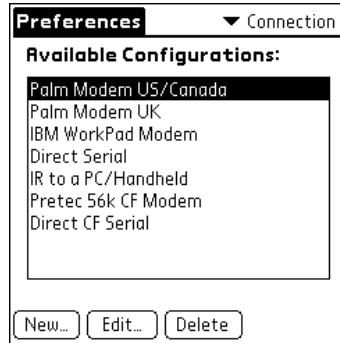 Preferences ▼ Connection
Available Configurations:
Palm Modem US/Canada
Palm Modem UK
IBM WorkPad Modem
Direct Serial
IR to a PC/Handheld
Pretec 56k CF Modem
Direct CF Serial
New... Edit... Delete